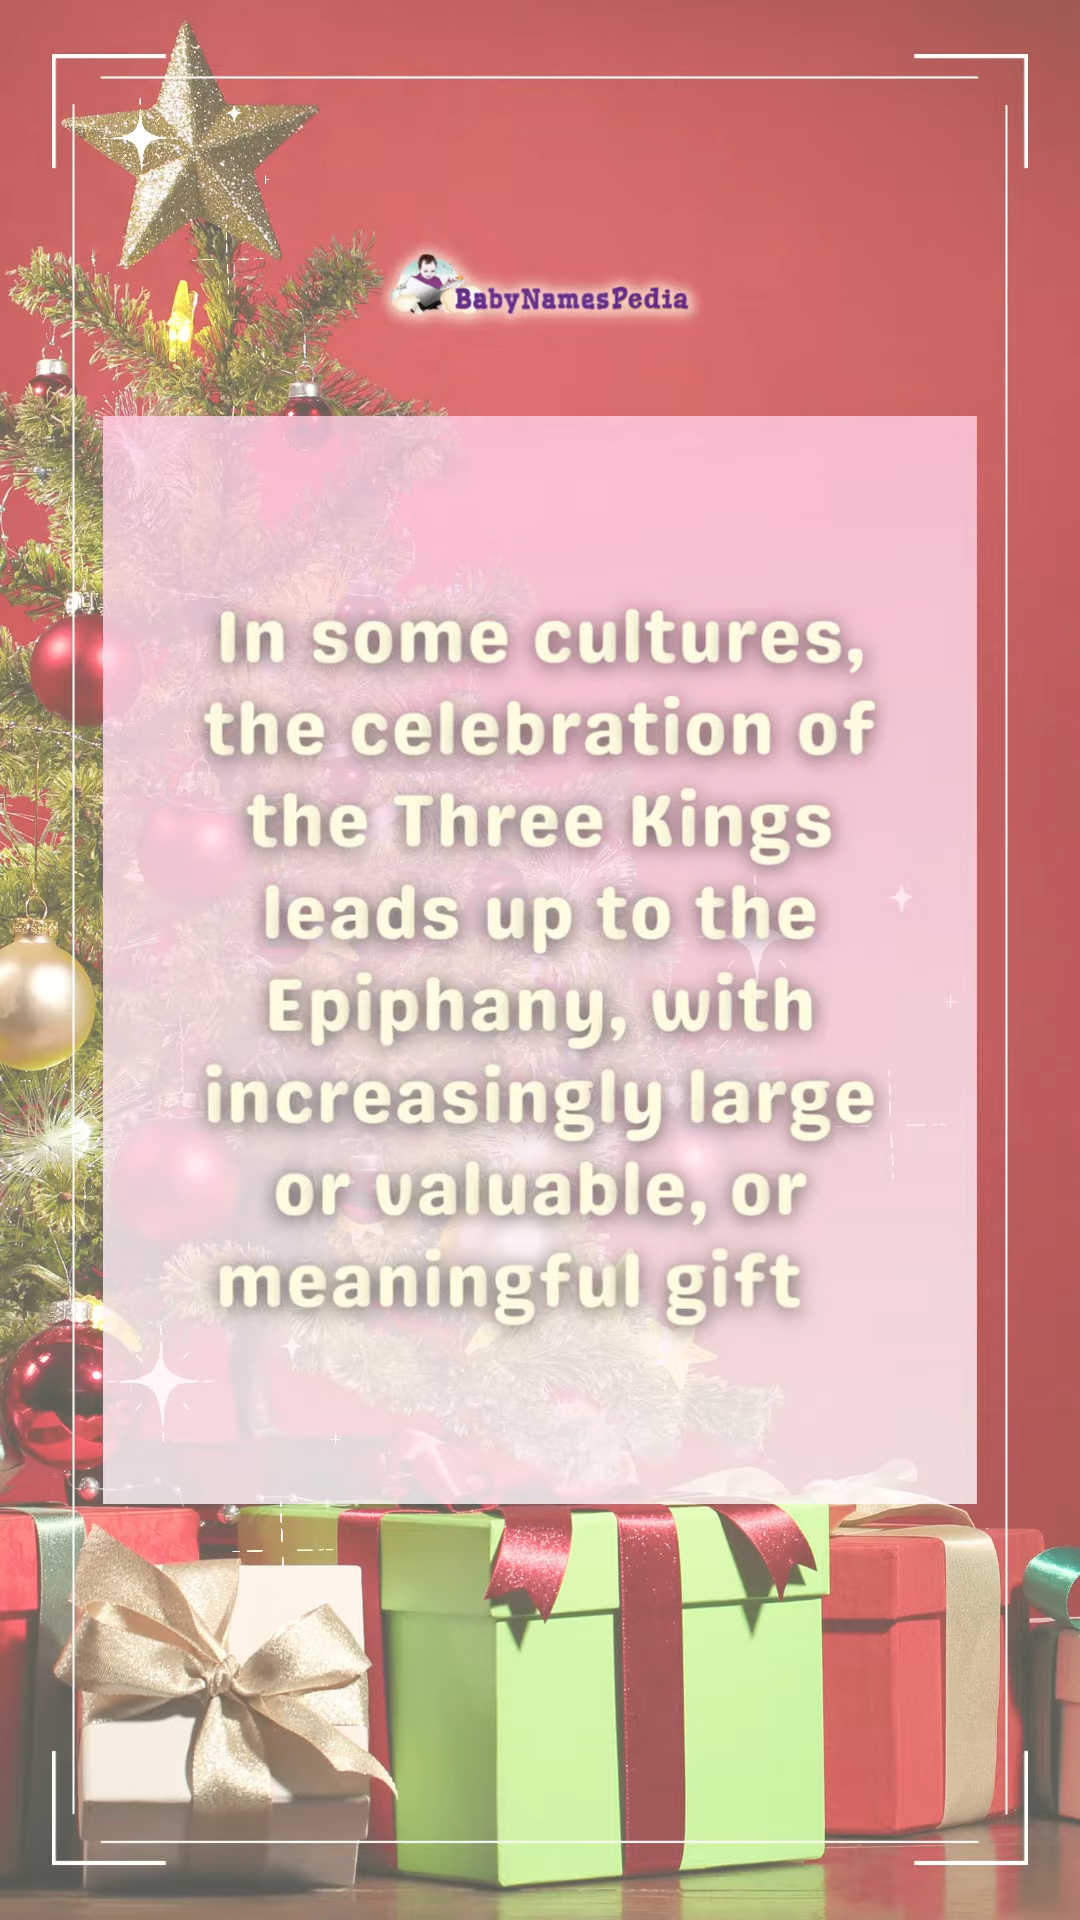 BabyNamesPedia
In some cultures,
the celebration of
the Three Kings
leads up to the
Epiphany, with
increasingly large
or valuable, or
meaningful gift